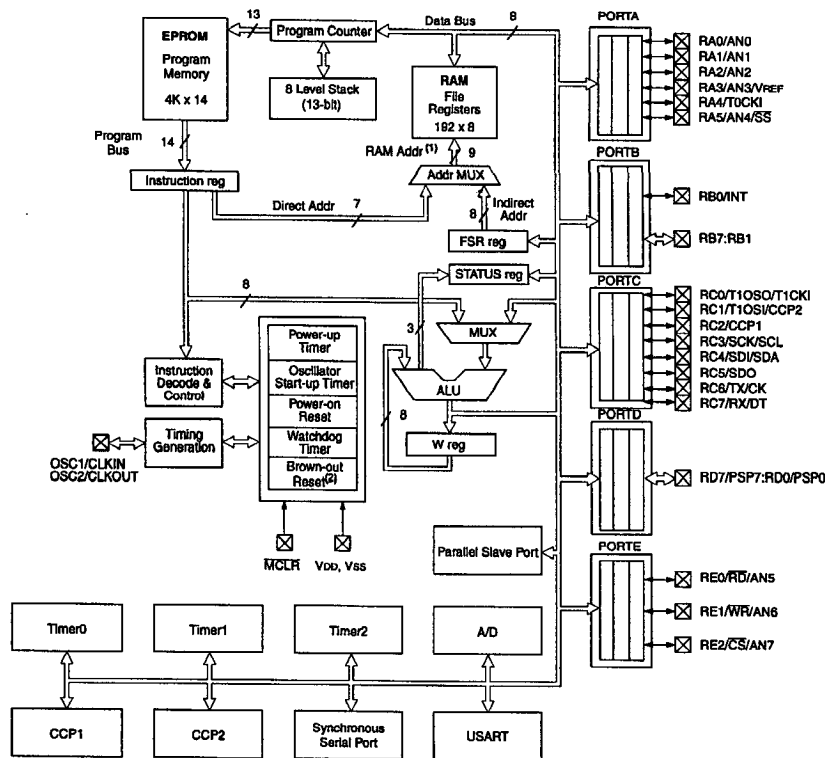 13
Data Bus
8
PORTA
EPROM
Program
Memory
4K x 14
Program Counter
8 Level Stack
(13-bit)
RAM
File
Registers
192 x 8
RA0/AN0
RA1/AN1
RA2/AN2
RA3/AN3/VREF
RA4/T0CKI
RA5/AN4/SS
Program
Bus
14
RAM Addr(1)
9
PORTB
Instruction reg
Addr MUX
Direct Addr
7
8
Indirect
Addr
RB0/INT
FSR reg
RB7:RB1
STATUS reg
8
PORTC
3
MUX
RC0/T1OSO/T1CKI
RC1/T1OSI/CCP2
RC2/CCP1
RC3/SCK/SCL
RC4/SDI/SDA
RC5/SDO
RC6/TX/CK
RC7/RX/DT
Power-up
Timer
Instruction
Decode &
Control
Oscillator
Start-up Timer
ALU
Power-on
Reset
8
PORTD
Timing
Generation
Watchdog
Timer
W reg
OSC1/CLKIN
OSC2/CLKOUT
Brown-out
Reset(2)
RD7/PSP7:RD0/PSP0
MCLR
VDD, VSS
Parallel Slave Port
PORTE
RE0/RD/AN5
RE1/WR/AN6
RE2/CS/AN7
Timer0
Timer1
Timer2
A/D
CCP1
CCP2
Synchronous
Serial Port
USART